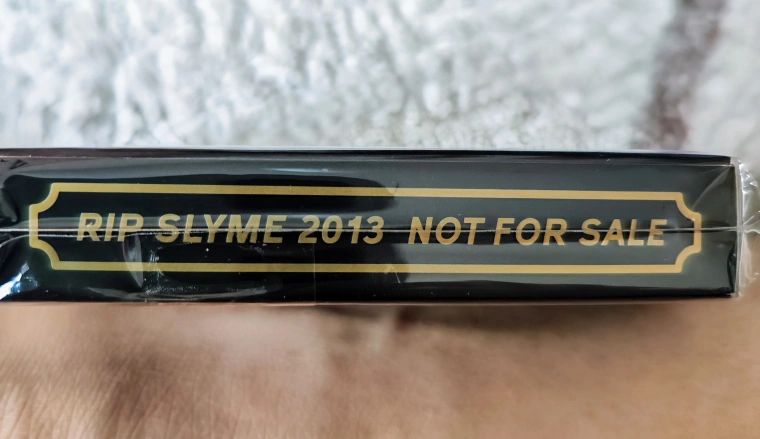 RIP SLYME 2013 NOT FOR SALE